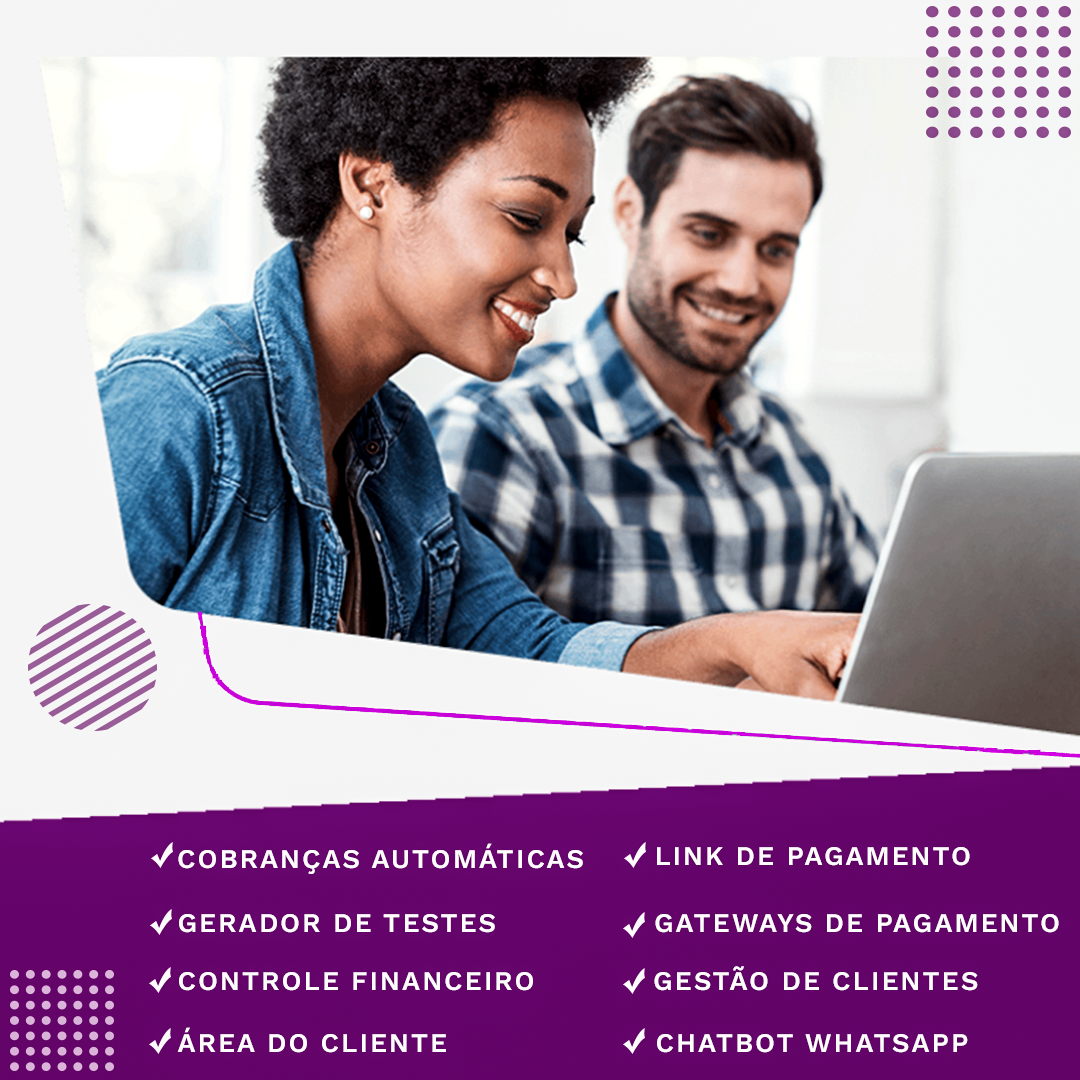 COBRANÇAS AUTOMÁTICAS
GERADOR DE TESTES
CONTROLE FINANCEIRO
ÁREA DO CLIENTE
LINK DE PAGAMENTO
GATEWAYS DE PAGAMENTO
GESTÃO DE CLIENTES
CHATBOT WHATSAPP